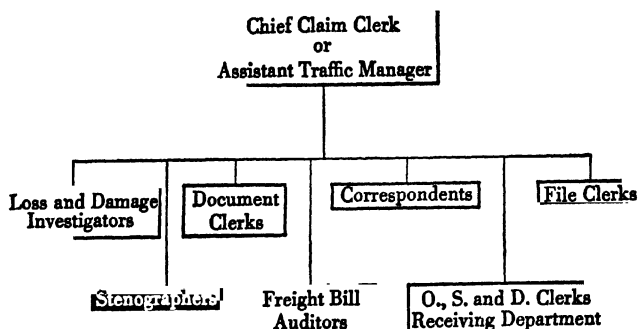 Chief Claim Clerk
or
Assistant Traffic Manager
Loss and Damage
Investigators
Document
Clerks
Correspondents
File Clerks
Stenographers
Freight Bill
Auditors
O., S. and D. Clerks
Receiving Department